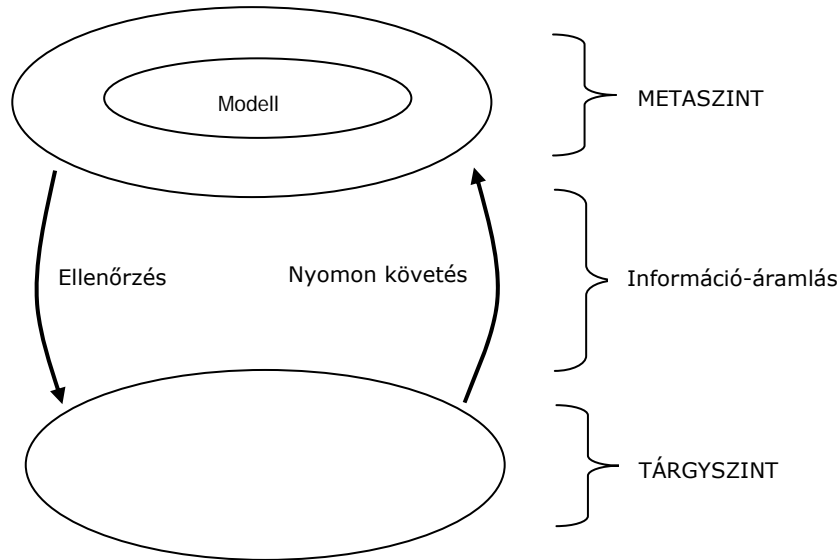 Modell
METASZINT
Ellenőrzés
Nyomon követés
Információ-áramlás
TÁRGYSZINT